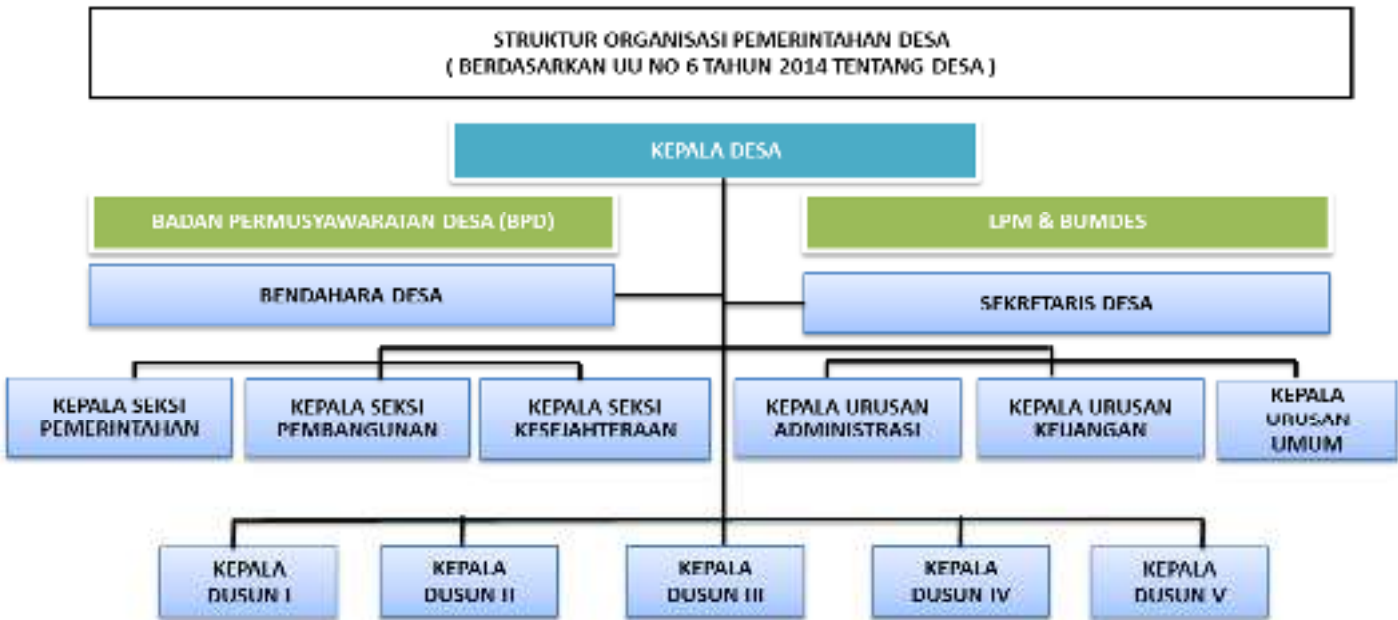 STRUKTUR ORGANISASI PEMERINTAHAN DESA
( BERDASARKAN UU NO 6 TAHUN 2014 TENTANG DESA )
KEPALA DESA
BADAN PERMUSYAWARATAN DESA (BPD)
LPM & BUMDES
BENDAHARA DESA
SEKRETARIS DESA
KEPALA SEKSI
PEMERINTAHAN
KEPALA SEKSI
PEMBANGUNAN
KEPALA SEKSI
KESEJAHTERAAN
KEPALA URUSAN
ADMINISTRASI
KEPALA URUSAN
KEUANGAN
KEPALA
URUSAN
UMUM
KEPALA
DUSUN I
KEPALA
DUSUN II
KEPALA
DUSUN III
KEPALA
DUSUN IV
KEPALA
DUSUN V